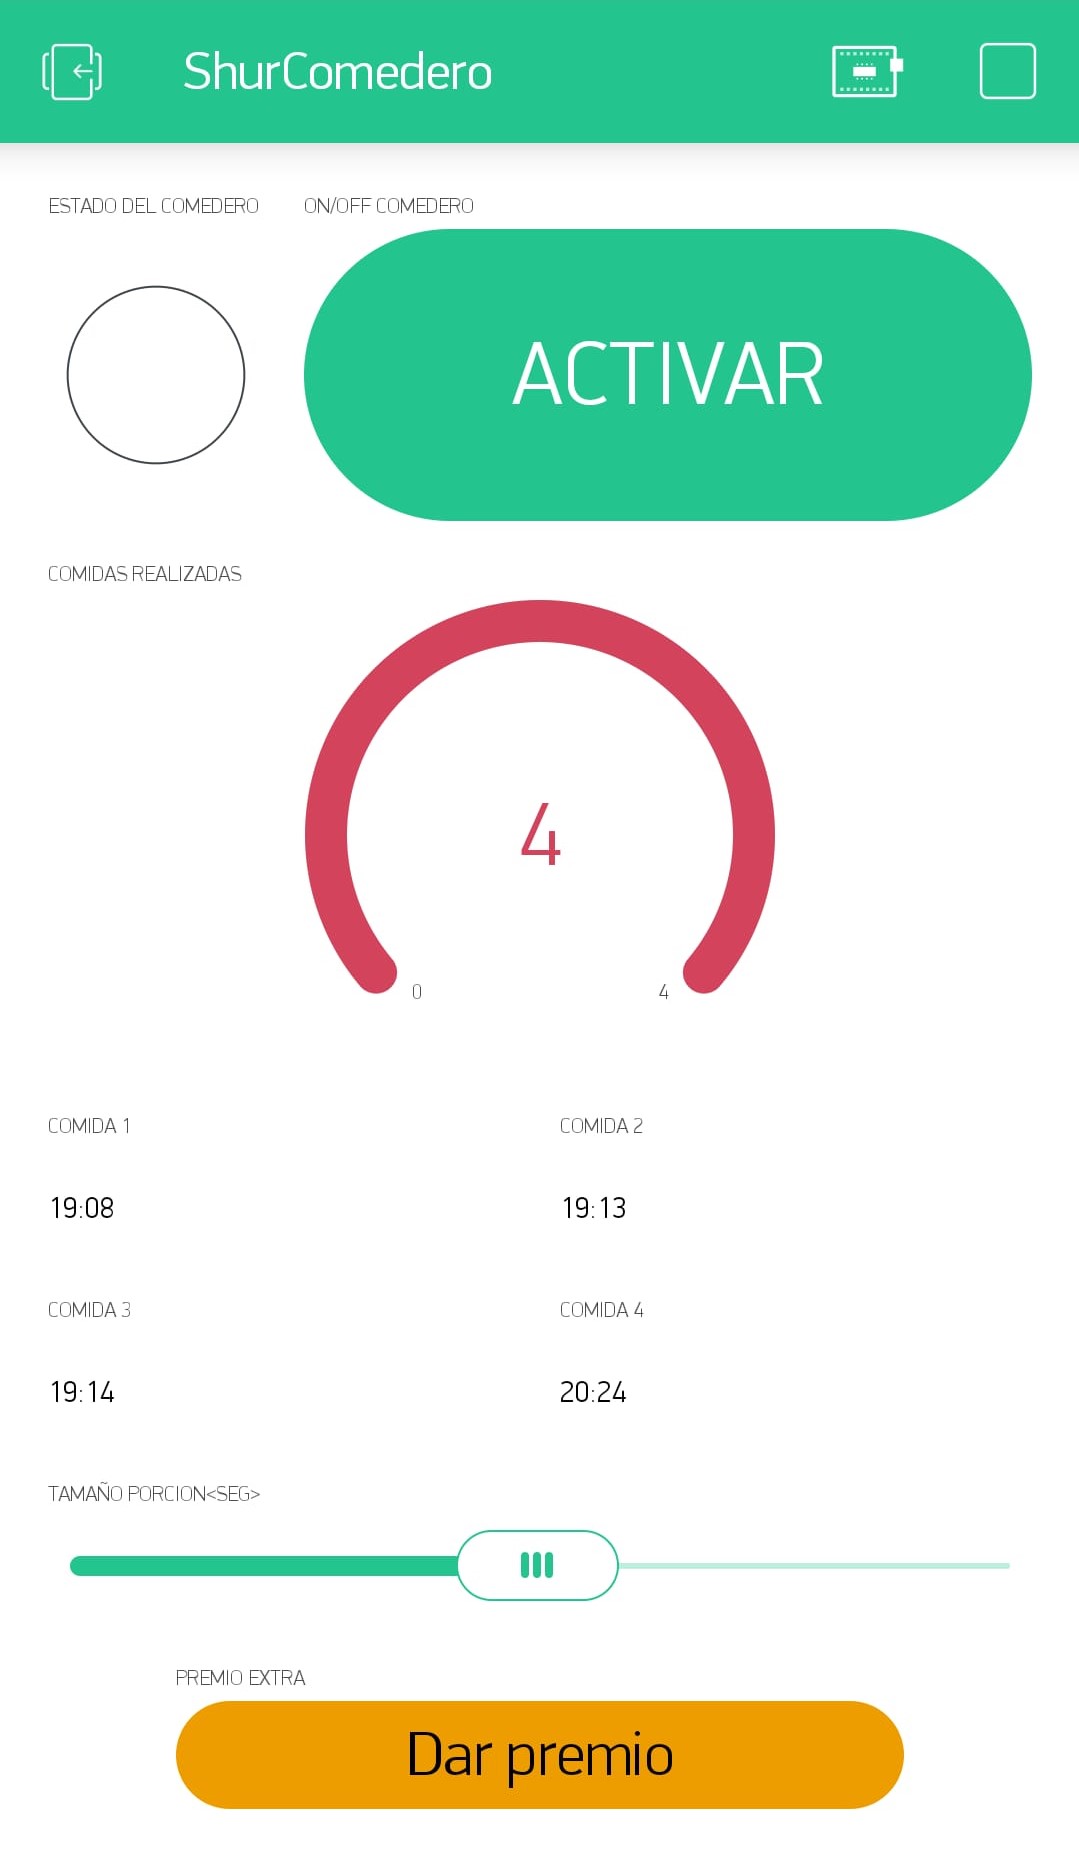 ShurComedero
ESTADO DEL COMEDERO
ON/OFF COMEDERO
ACTIVAR
COMIDAS REALIZADAS
4
0
4
COMIDA 1
COMIDA 2
19:08
19:13
COMIDA 3
COMIDA 4
19:14
20:24
TAMAÑO PORCION<SEG>
PREMIO EXTRA
Dar premio